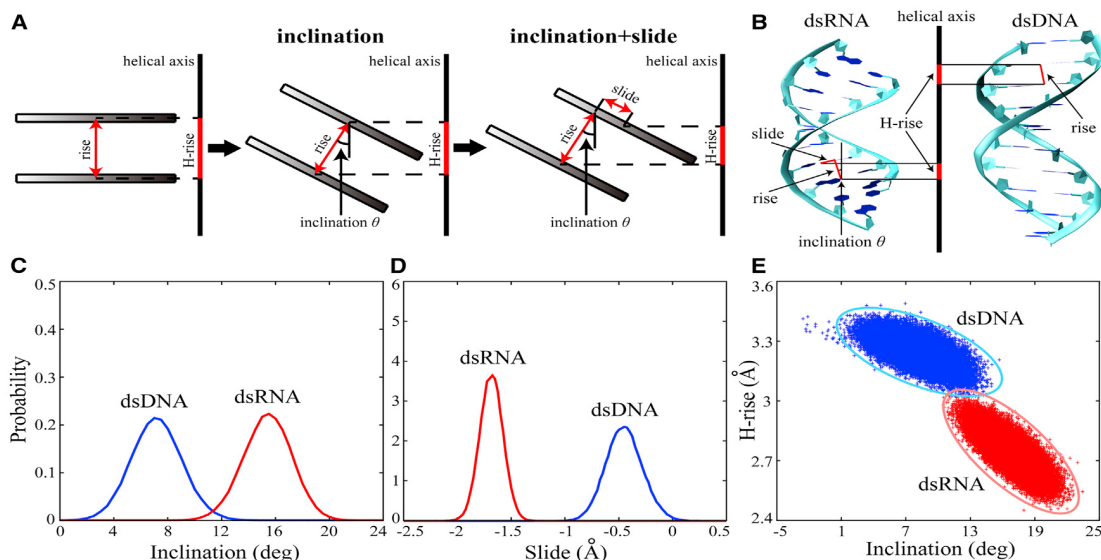 A
inclination
inclination+slide
helical axis
helical axis
helical axis
rise
H-rise
rise
H-rise
inclination θ
slide
rise
H-rise
inclination θ
B
dsRNA
helical axis
dsDNA
slide
H-rise
rise
rise
inclination θ
C
Probability
0.5
0.4
0.3
0.2
0.1
0
dsDNA
dsRNA
0 4 8 12 16 20 24
Inclination (deg)
D
6
5
4
3
2
1
0
dsRNA
dsDNA
-2.5 -2 -1.5 -1 -0.5 0
Slide (Å)
E
H-rise (Å)
3.6
3.3
3.0
2.7
2.4
dsDNA
dsRNA
-5 1 7 13 19 25
Inclination (deg)